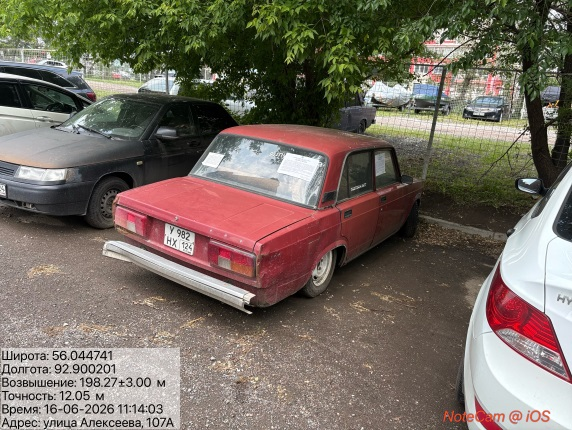 У 982
НХ 124
HY
Широта: 56.044741
Долгота: 92.900201
Возвышение: 198.27±3.00 м
Точность: 12.05 м
Время: 16-06-2026 11:14:03
Адрес: улица Алексеева, 107А
NoteCam @ iOS